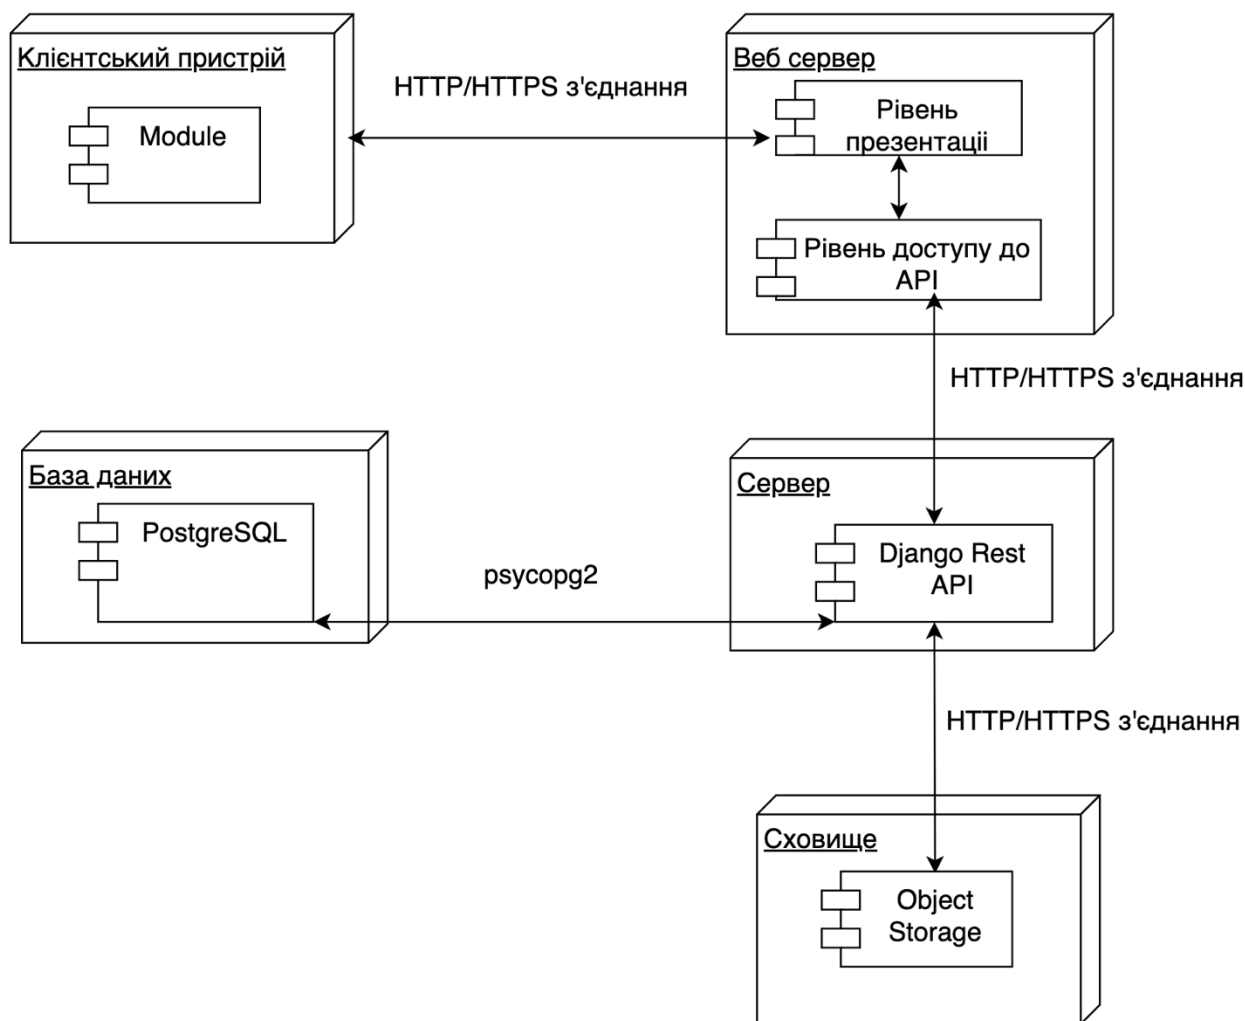 Клієнтський пристрій
Module
HTTP/HTTPS з'єднання
Веб сервер
Рівень
презентації
Рівень доступу до
API
HTTP/HTTPS з'єднання
База даних
PostgreSQL
psycopg2
Сервер
Django Rest
API
HTTP/HTTPS з'єднання
Сховище
Object
Storage